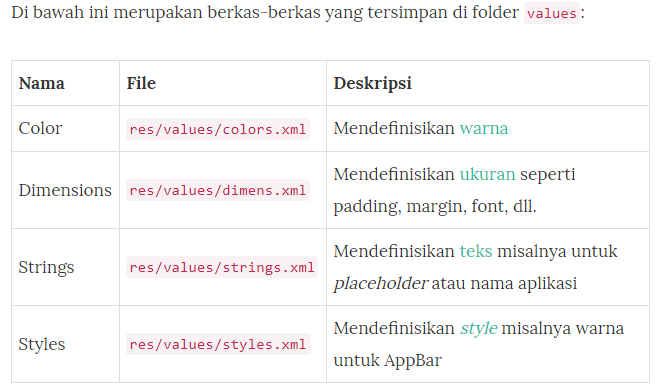 Di bawah ini merupakan berkas-berkas yang tersimpan di folder values:
Nama File Deskripsi
Color res/values/colors.xml Mendefinisikan warna
Dimensions res/values/dimens.xml Mendefinisikan ukuran seperti
padding, margin, font, dll.
Strings res/values/strings.xml Mendefinisikan teks misalnya untuk
placeholder atau nama aplikasi
Styles res/values/styles.xml Mendefinisikan style misalnya warna
untuk AppBar